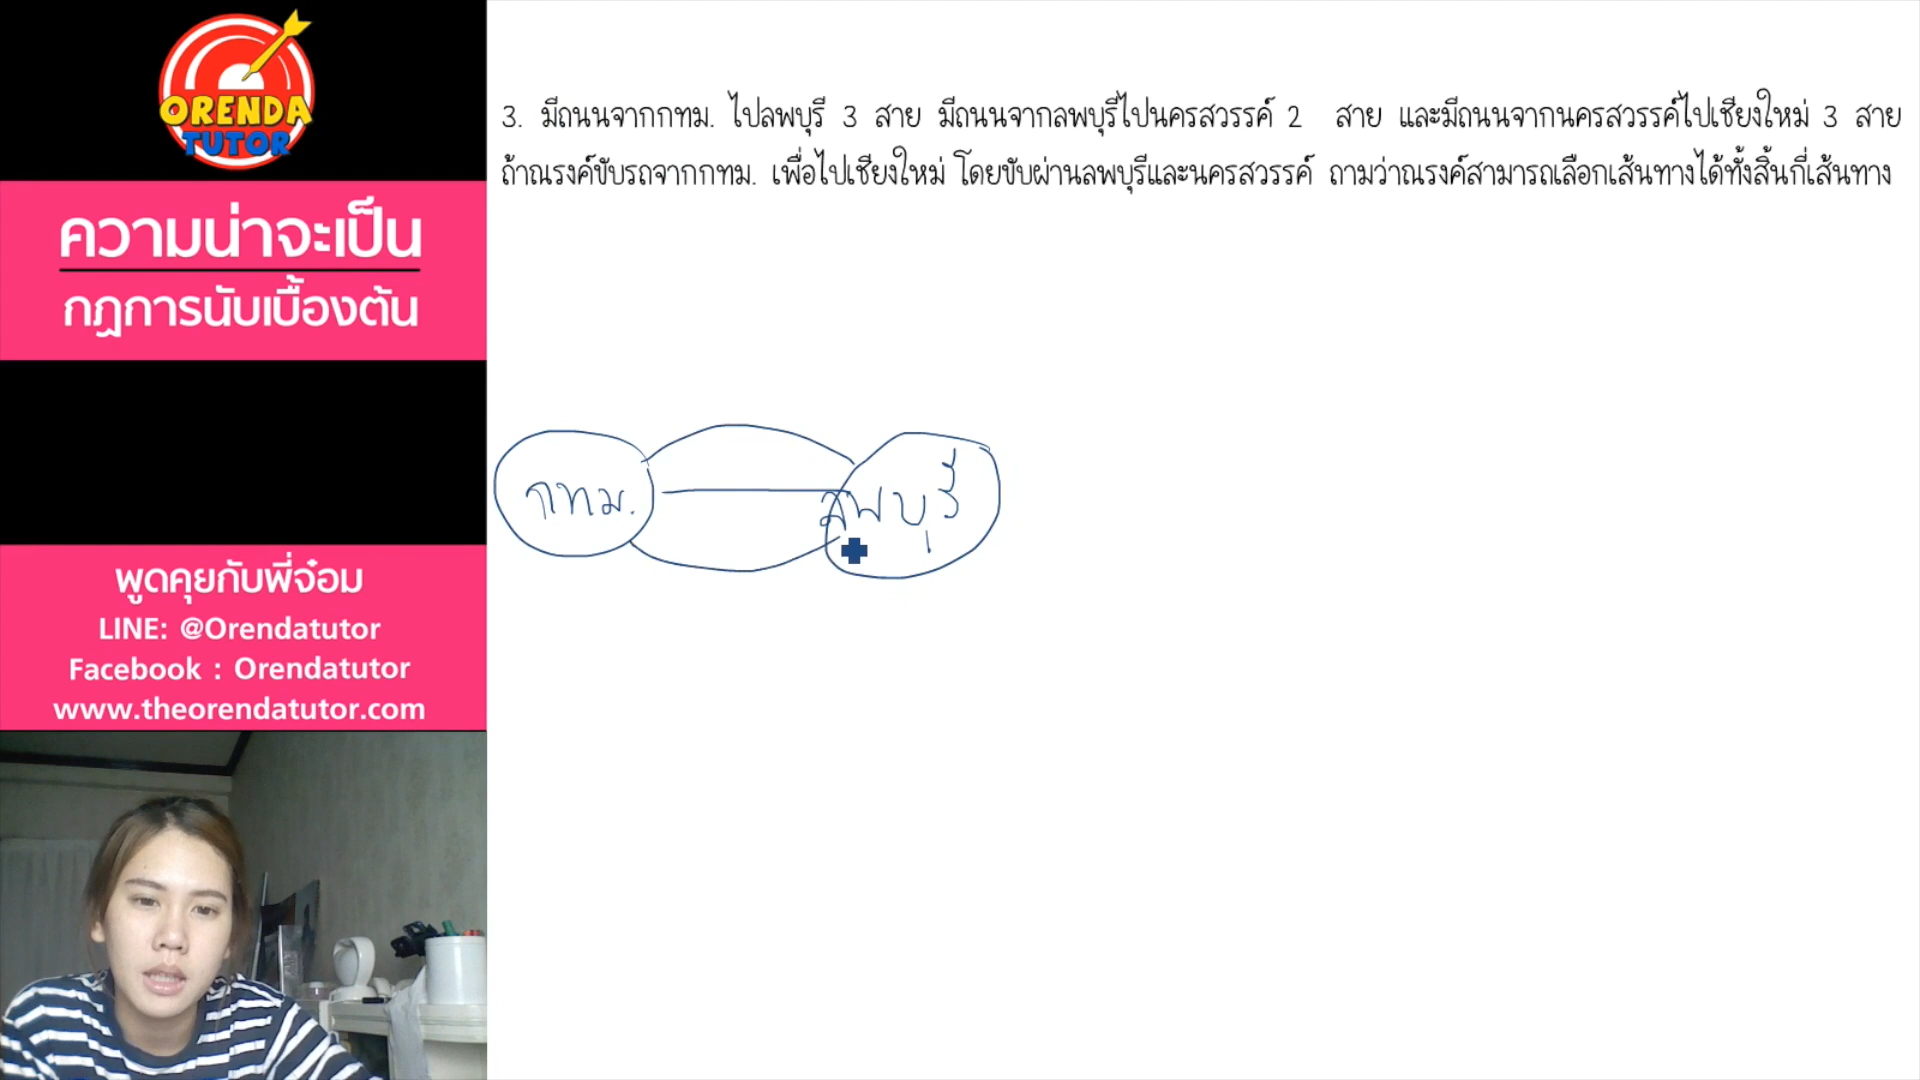 ORENDA
TUTOR
ความน่าจะเป็น
กฎการนับเบื้องต้น
พูดคุยกับพี่จ๋อม
LINE: @Orendatutor
Facebook : Orendatutor
www.theorendatutor.com
3. มีถนนจากกทม. ไปลพบุรี 3 สาย มีถนนจากลพบุรีไปนครสวรรค์ 2 สาย และมีถนนจากนครสวรรค์ไปเชียงใหม่ 3 สาย
ถ้าณรงค์ขับรถจากกทม. เพื่อไปเชียงใหม่ โดยขับผ่านลพบุรีและนครสวรรค์ ถามว่าณรงค์สามารถเลือกเส้นทางได้ทั้งสิ้นกี่เส้นทาง
กทม.
ลพบุรี